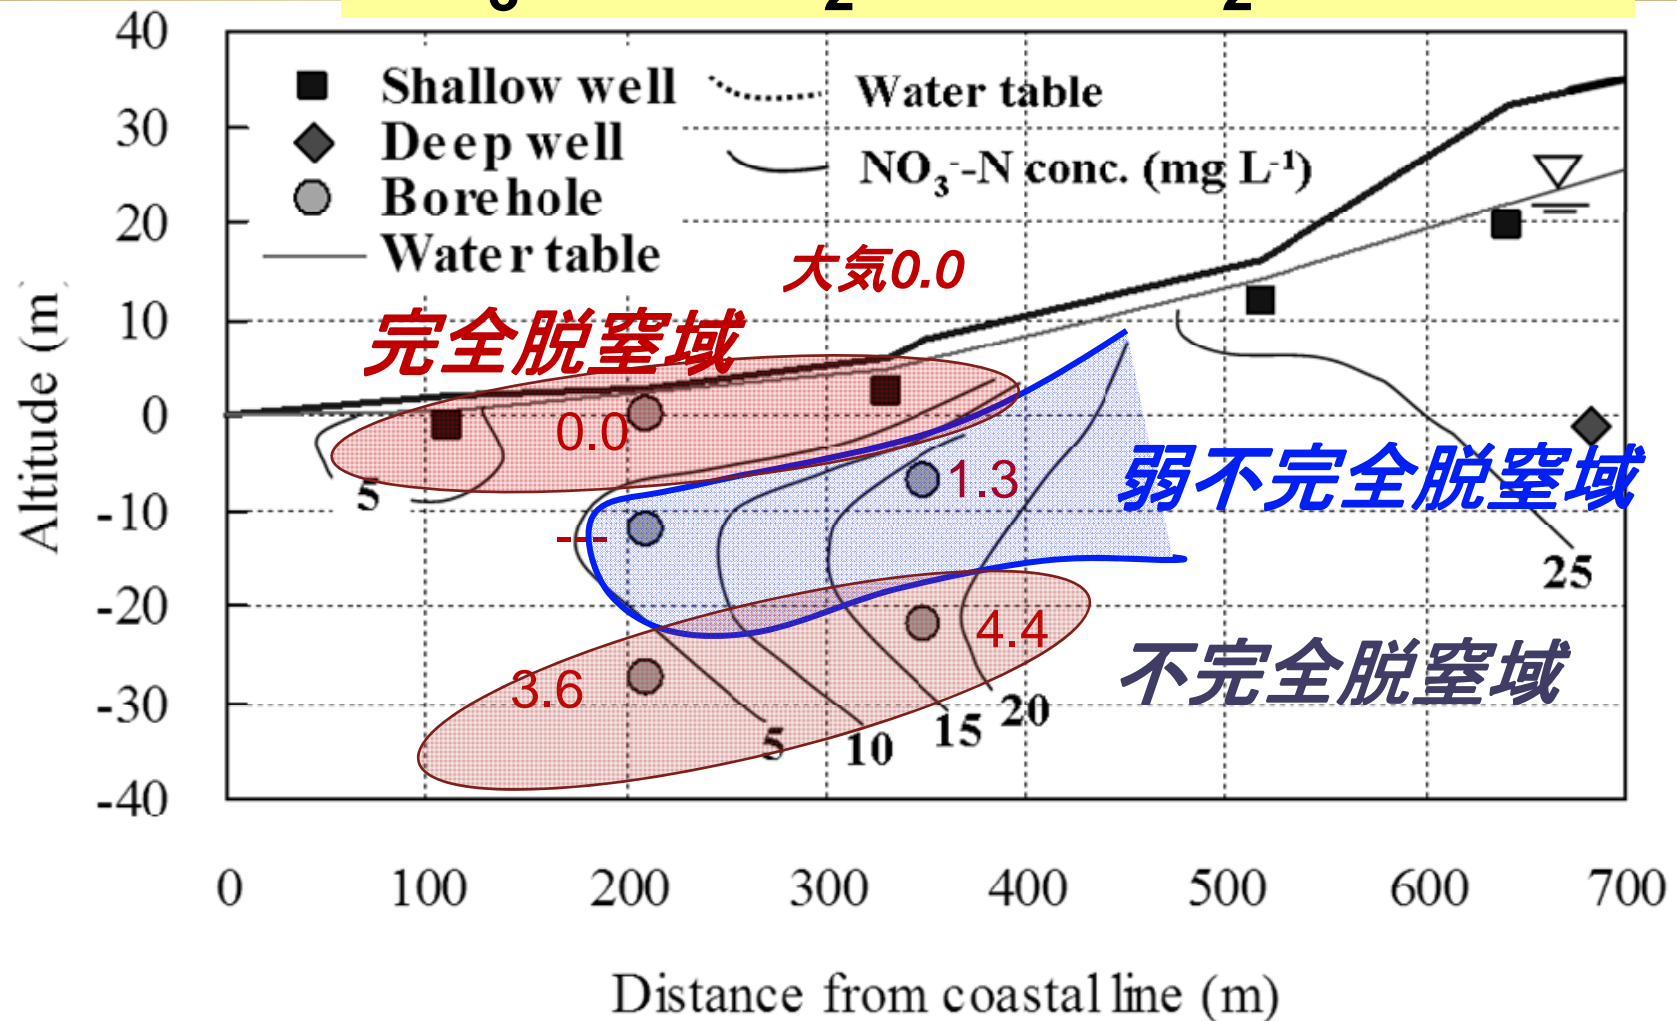 40
30
20
10
0
-10
-20
-30
-40
Altitude (m)
Shallow well
Deep well
Borehole
Water table
Water table
NO₃⁻-N conc. (mg L⁻¹)
大気0.0
完全脱窒域
0.0
5
1.3
弱不完全脱窒域
---
25
4.4
不完全脱窒域
3.6
5
10
15
20
0 100 200 300 400 500 600 700
Distance from coastal line (m)